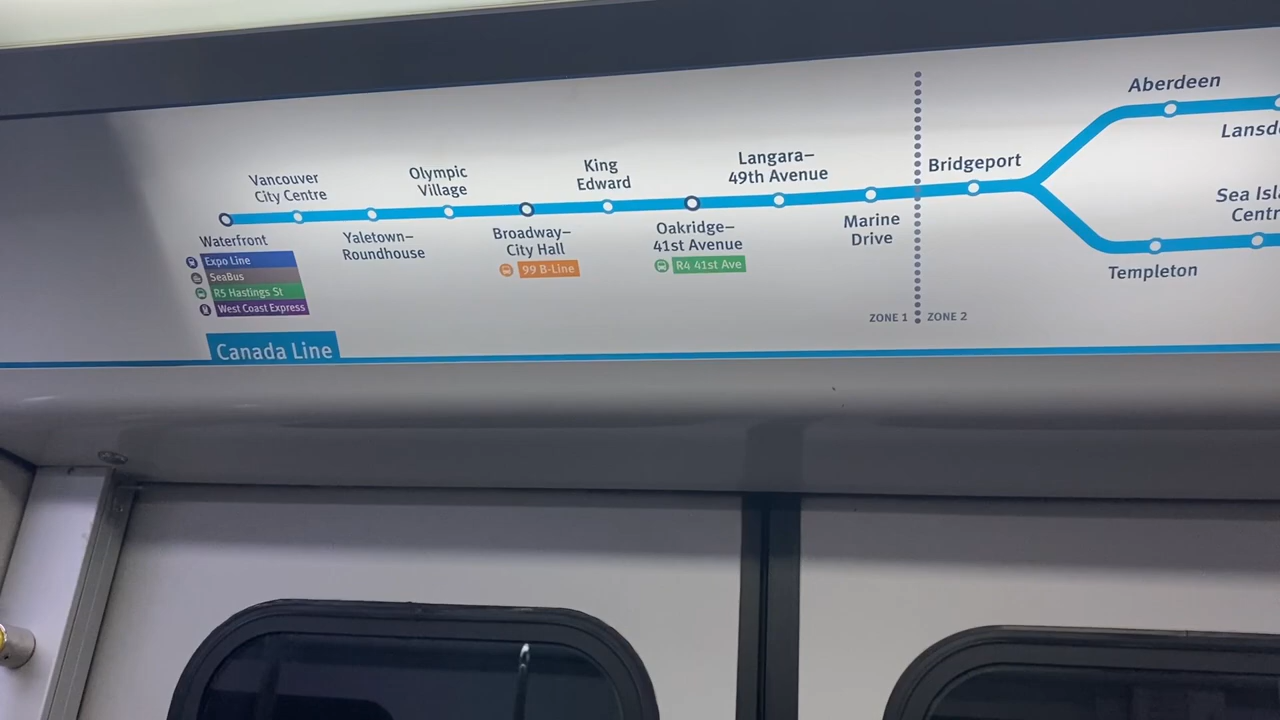 Vancouver
City Centre
Olympic
Village
King
Edward
Langara–
49th Avenue
Bridgeport
Aberdeen
Waterfront
Expo Line
SeaBus
R5 Hastings St
West Coast Express
Yaletown–
Roundhouse
Broadway–
City Hall
99 B-Line
Oakridge–
41st Avenue
R4 41st Ave
Marine
Drive
ZONE 1
ZONE 2
Templeton
Sea
Canada Line